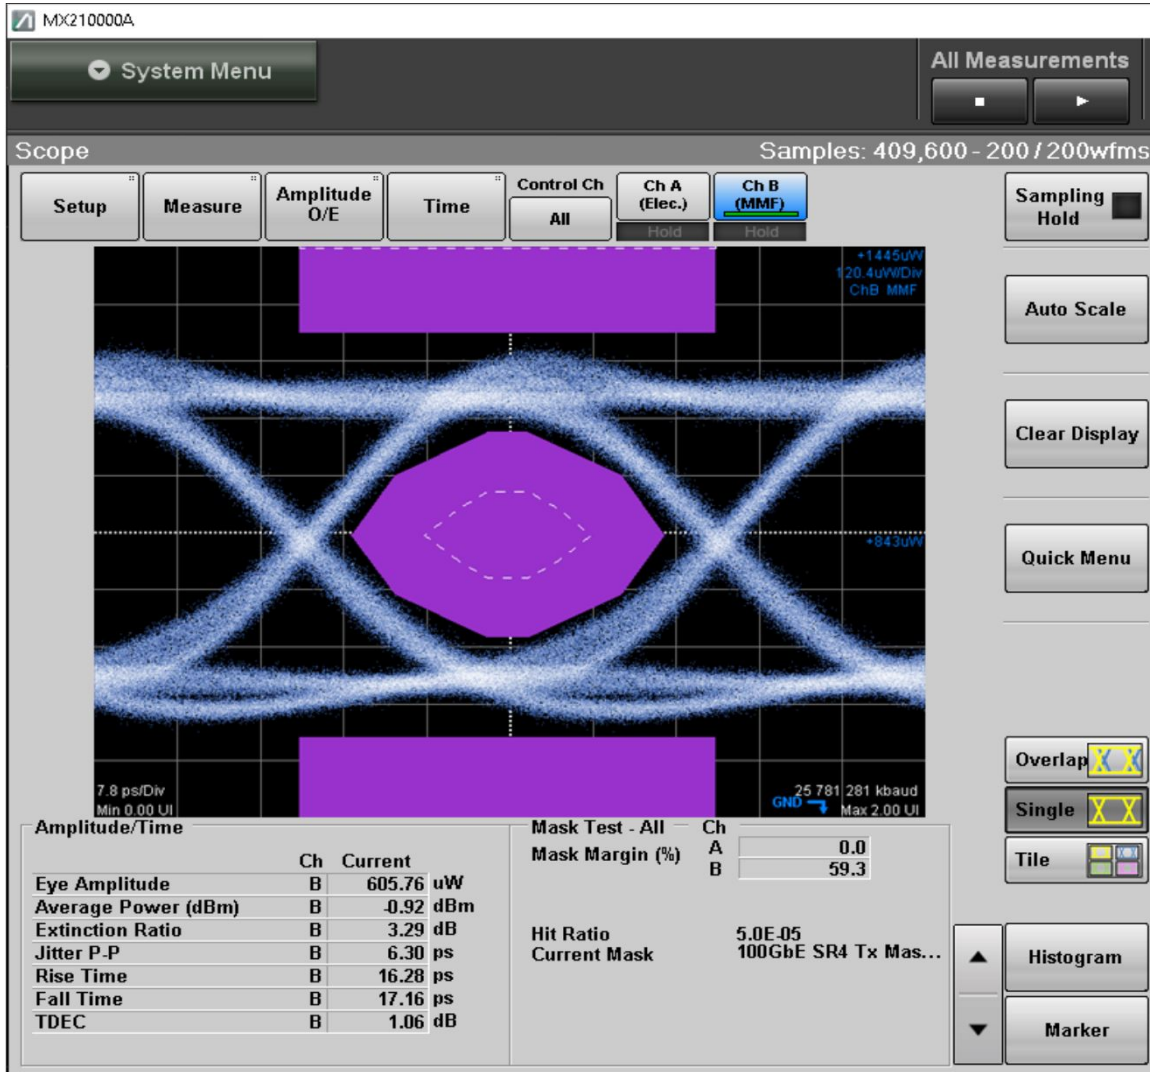 MX210000A
System Menu
All Measurements
Scope
Samples: 409,600 - 200 / 200wfms
Setup
Measure
Amplitude
O/E
Time
Control Ch
All
Ch A
(Elec.)
Hold
Ch B
(MMF)
Hold
Sampling
Hold
+1445uW
120.4uW/Div
ChB MMF
Auto Scale
Clear Display
+843uW
Quick Menu
7.8 ps/Div
Min 0.00 UI
25 781 281 kbaud
GND
Max 2.00 UI
Overlap
Single
Tile
Amplitude/Time
Ch Current
Eye Amplitude B 605.76 uW
Average Power (dBm) B -0.92 dBm
Extinction Ratio B 3.29 dB
Jitter P-P B 6.30 ps
Rise Time B 16.28 ps
Fall Time B 17.16 ps
TDEC B 1.06 dB
Mask Test - All Ch
Mask Margin (%) A 0.0
B 59.3
Hit Ratio 5.0E-05
Current Mask 100GbE SR4 Tx Mas...
Histogram
Marker